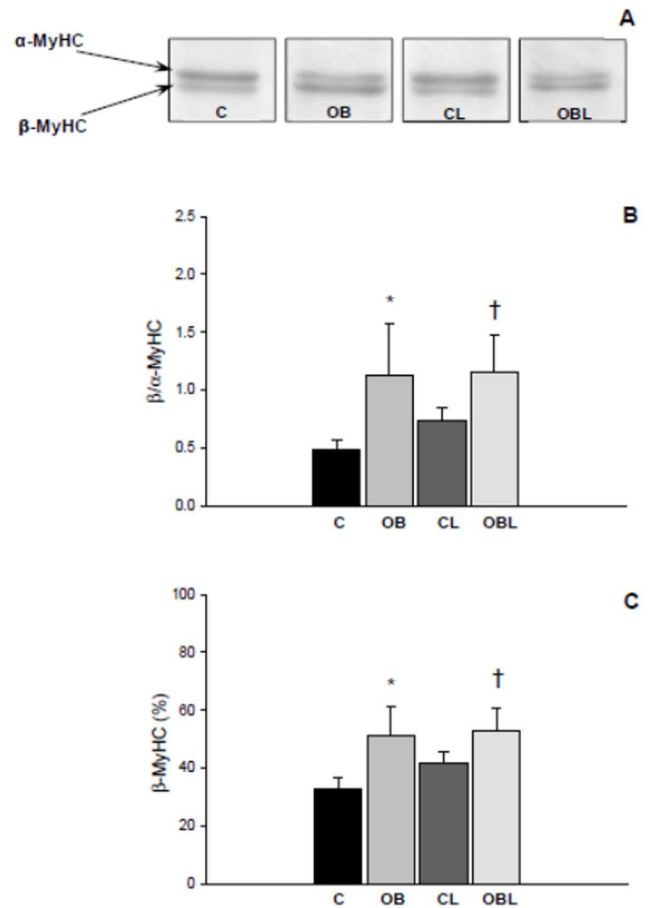 A
α-MyHC
β-MyHC
C OB CL OBL
B
2.5
2.0
1.5
1.0
0.5
0.0
β/α-MyHC
* †
C OB CL OBL
C
100
80
60
40
20
0
β-MyHC (%)
* †
C OB CL OBL